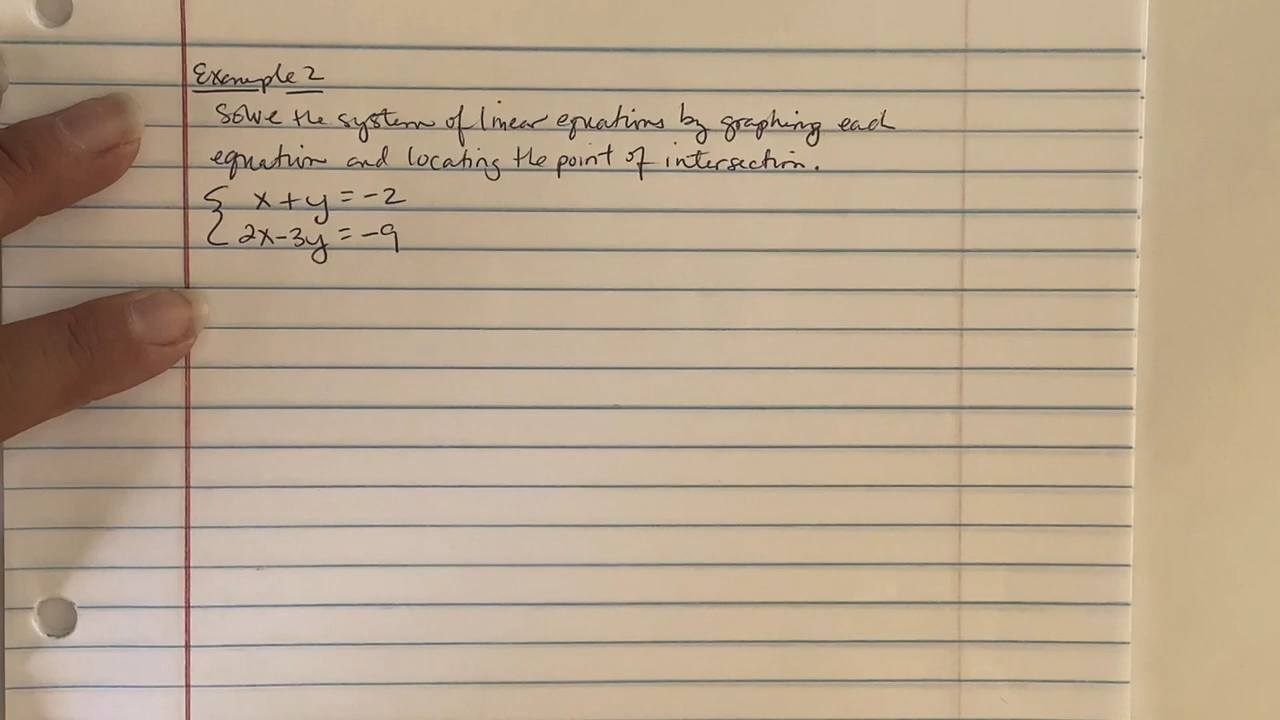 Example 2
Solve the system of linear equations by graphing each
equation and locating the point of intersection.
{ x+y=-2
2x-3y=-9